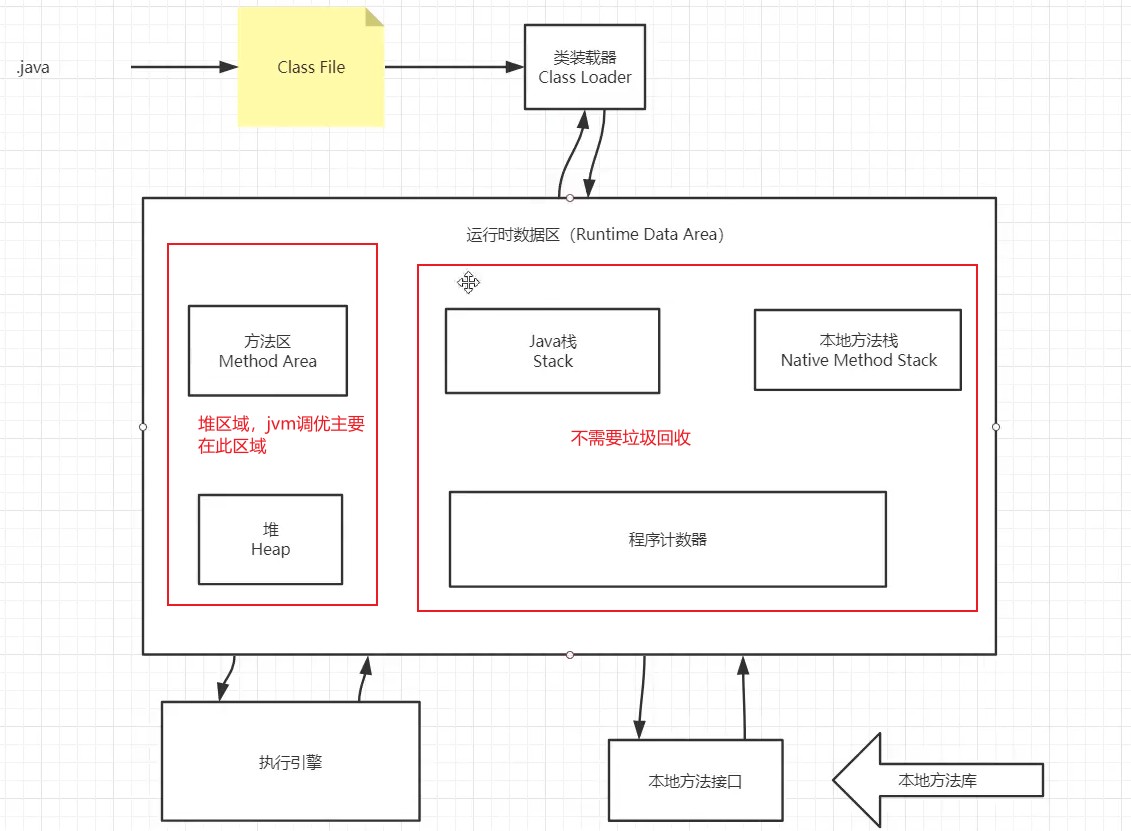 .java
Class File
类装载器
Class Loader
运行时数据区（Runtime Data Area）
方法区
Method Area
Java栈
Stack
本地方法栈
Native Method Stack
堆区域，jvm调优主要
在此区域
不需要垃圾回收
堆
Heap
程序计数器
执行引擎
本地方法接口
本地方法库